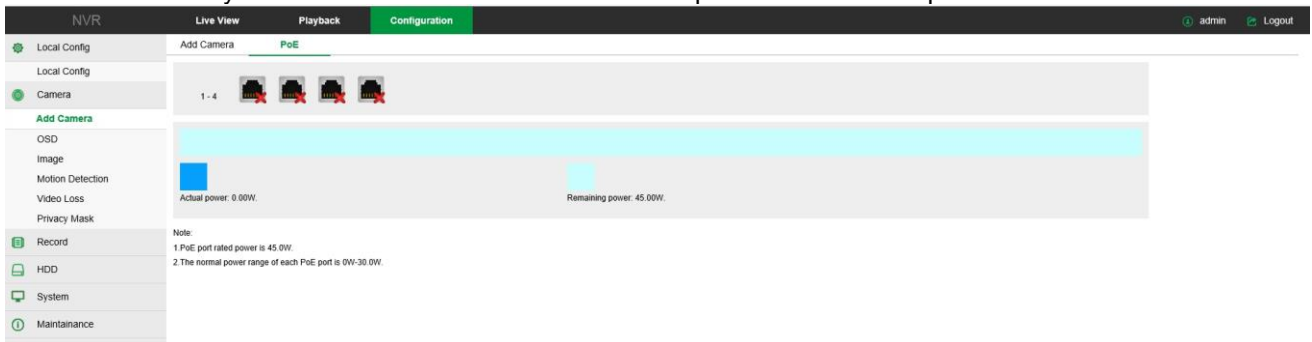 NVR Live View Playback Configuration admin Logout
Local Config Add Camera PoE
Local Config
Camera 1 - 4
Add Camera
OSD
Image
Motion Detection
Video Loss Actual power: 0.00W. Remaining power: 45.00W.
Privacy Mask
Note:
Record
1.PoE port rated power is 45.0W.
2.The normal power range of each PoE port is 0W-30.0W.
HDD
System
Maintainance